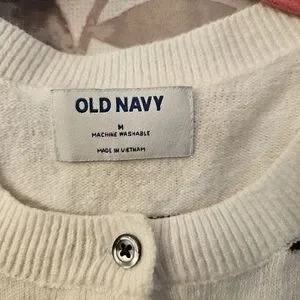 OLD NAVY
M
MACHINE WASHABLE
MADE IN VIETNAM